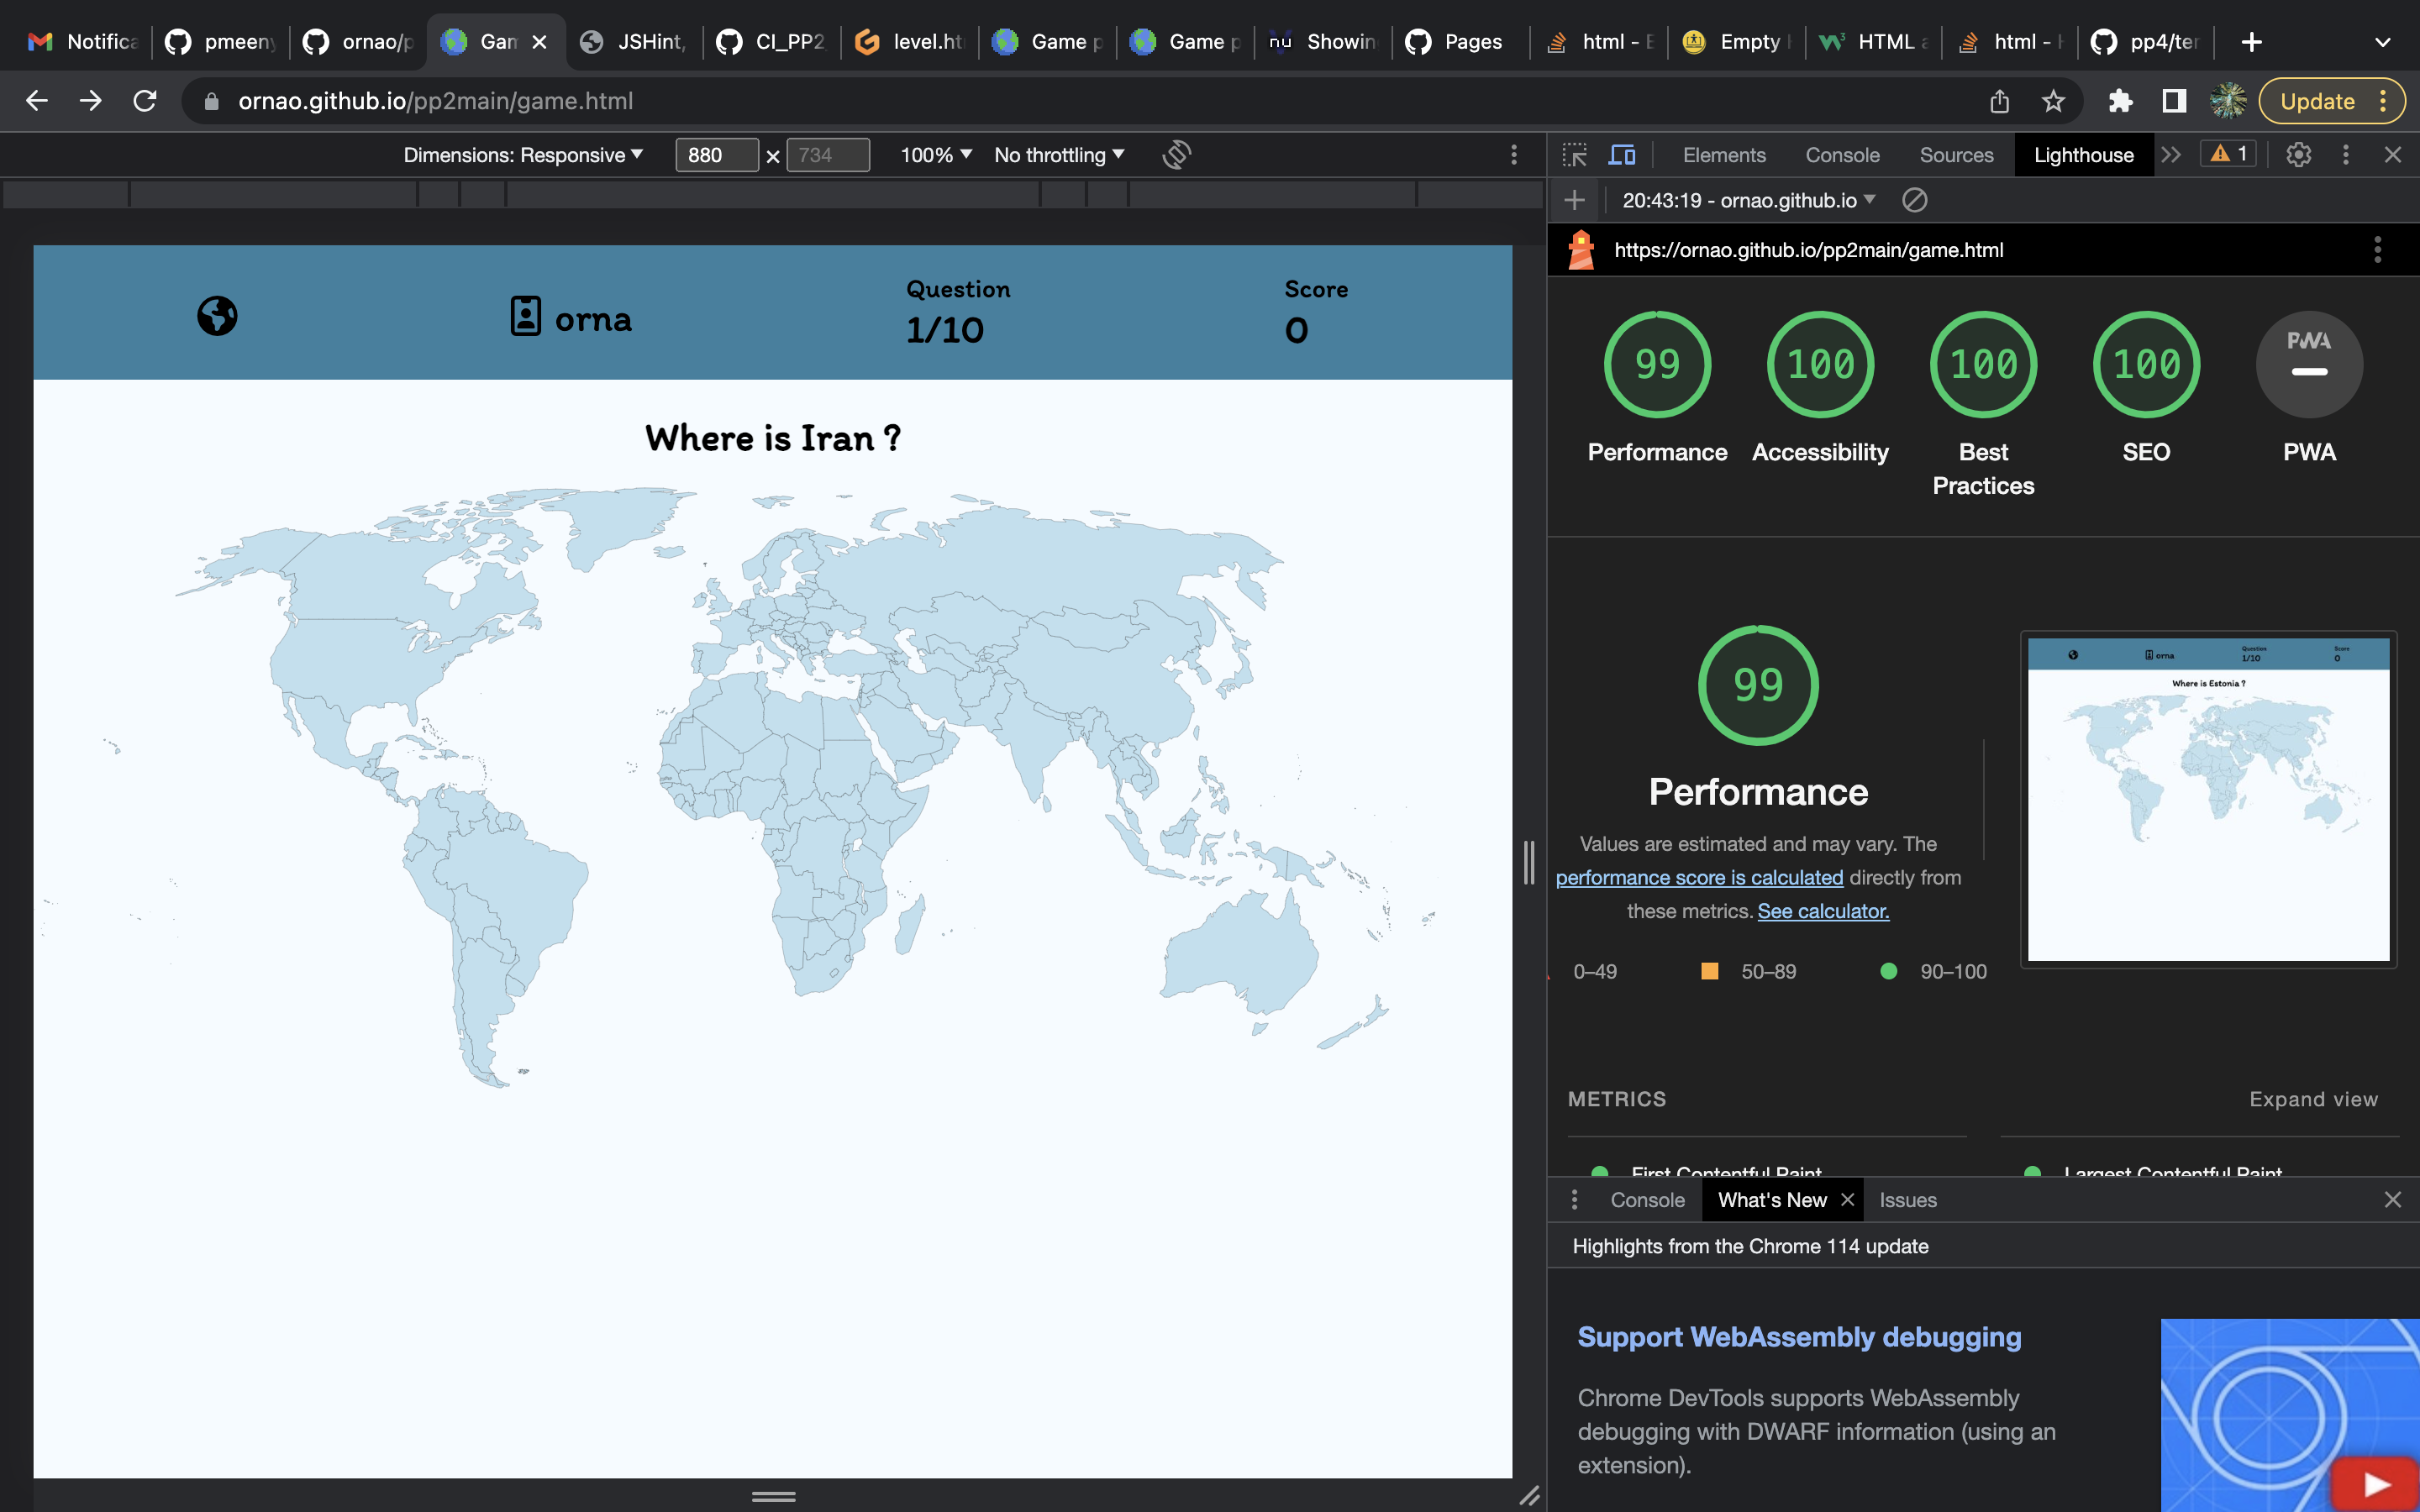 Notifica
pmeeny
ornao/p
Gam
JSHint,
CI_PP2
level.ht
Game p
Game p
nu Showin
Pages
html - E
Empty
W3 HTML a
html - H
pp4/ter
ornao.github.io/pp2main/game.html
Update
Dimensions: Responsive
880 × 734
100%
No throttling
Elements
Console
Sources
Lighthouse
1
20:43:19 - ornao.github.io
https://ornao.github.io/pp2main/game.html
orna
Question
1/10
Score
0
Where is Iran ?
99
100
100
100
PWA
Performance
Accessibility
Best
Practices
SEO
PWA
99
Performance
Values are estimated and may vary. The
performance score is calculated directly from
these metrics. See calculator.
0–49
50–89
90–100
orna
Question
1/10
Score
0
Where is Estonia ?
METRICS
Expand view
First Contentful Paint
Largest Contentful Paint
Console
What's New
Issues
Highlights from the Chrome 114 update
Support WebAssembly debugging
Chrome DevTools supports WebAssembly
debugging with DWARF information (using an
extension).